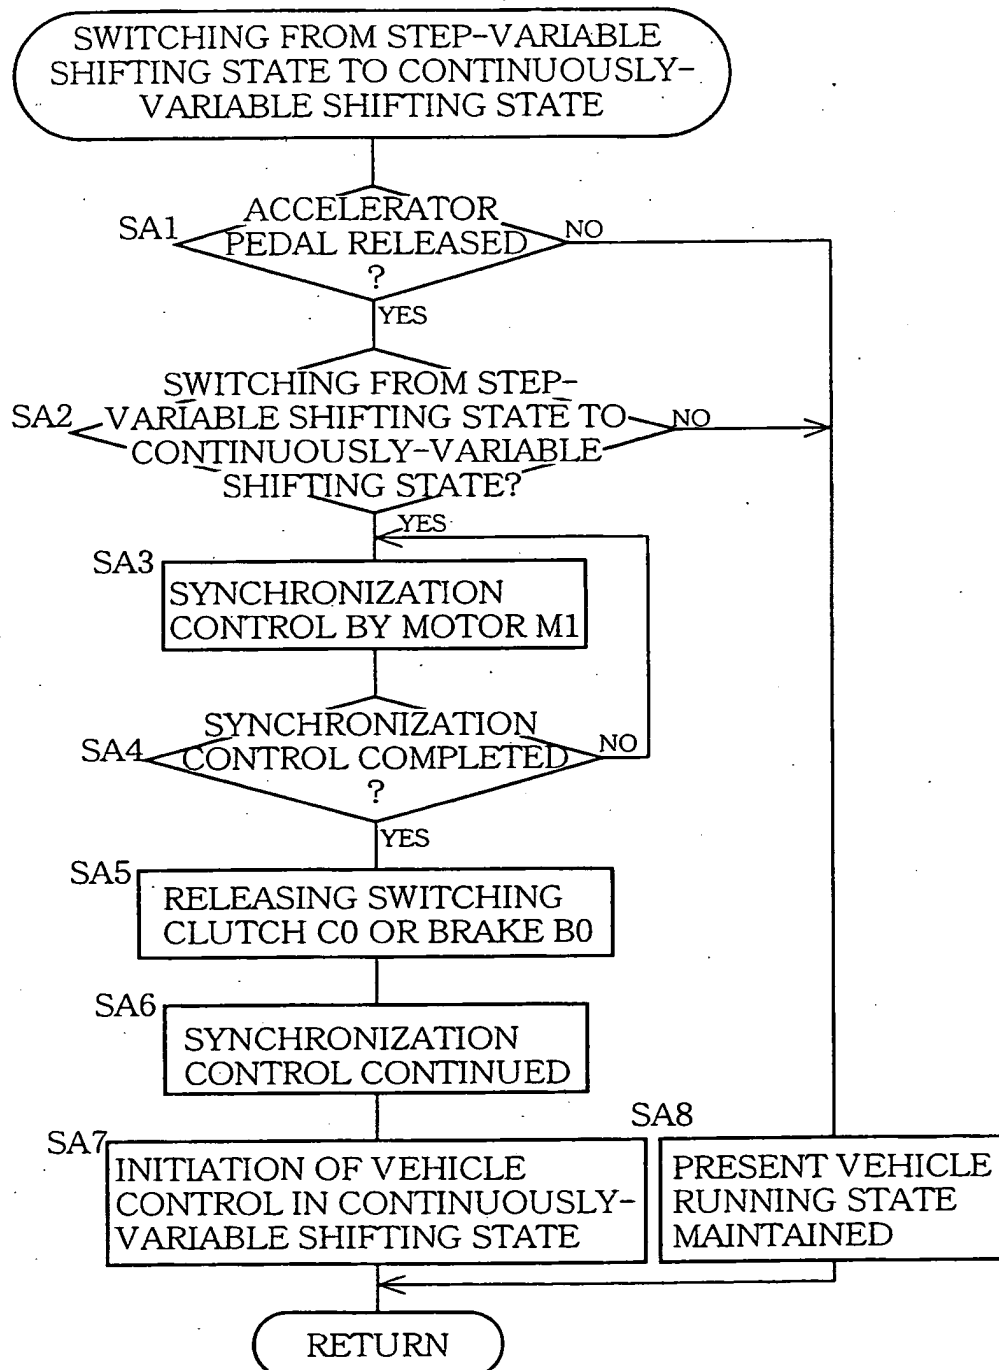 SWITCHING FROM STEP-VARIABLE
SHIFTING STATE TO CONTINUOUSLY-
VARIABLE SHIFTING STATE
SA1
ACCELERATOR
PEDAL RELEASED
?
NO
YES
SA2
SWITCHING FROM STEP-
VARIABLE SHIFTING STATE TO
CONTINUOUSLY-VARIABLE
SHIFTING STATE?
NO
YES
SA3
SYNCHRONIZATION
CONTROL BY MOTOR M1
SA4
SYNCHRONIZATION
CONTROL COMPLETED
?
NO
YES
SA5
RELEASING SWITCHING
CLUTCH C0 OR BRAKE B0
SA6
SYNCHRONIZATION
CONTROL CONTINUED
SA7
INITIATION OF VEHICLE
CONTROL IN CONTINUOUSLY-
VARIABLE SHIFTING STATE
SA8
PRESENT VEHICLE
RUNNING STATE
MAINTAINED
RETURN